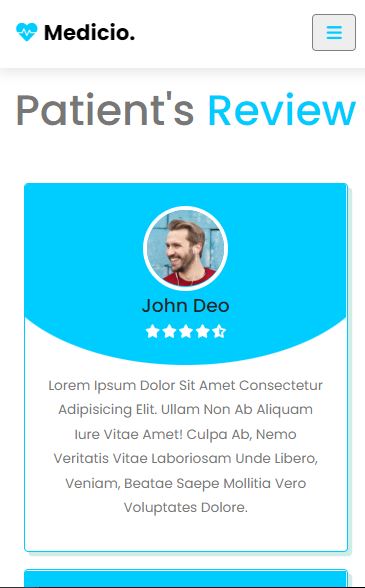 Medicio.
Patient's Review
John Deo
Lorem Ipsum Dolor Sit Amet Consectetur
Adipisicing Elit. Ullam Non Ab Aliquam
Iure Vitae Amet! Culpa Ab, Nemo
Veritatis Vitae Laboriosam Unde Libero,
Veniam, Beatae Saepe Mollitia Vero
Voluptates Dolore.